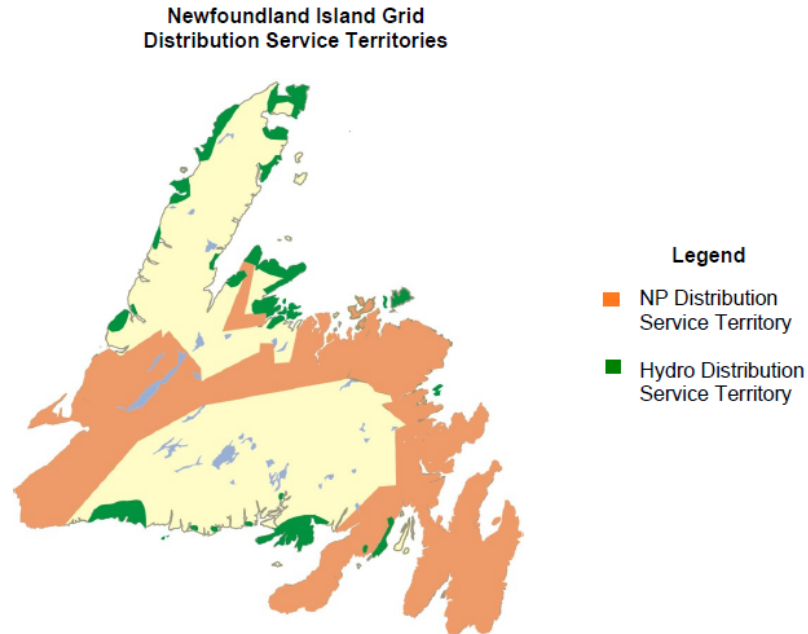 Newfoundland Island Grid
Distribution Service Territories
Legend
NP Distribution
Service Territory
Hydro Distribution
Service Territory